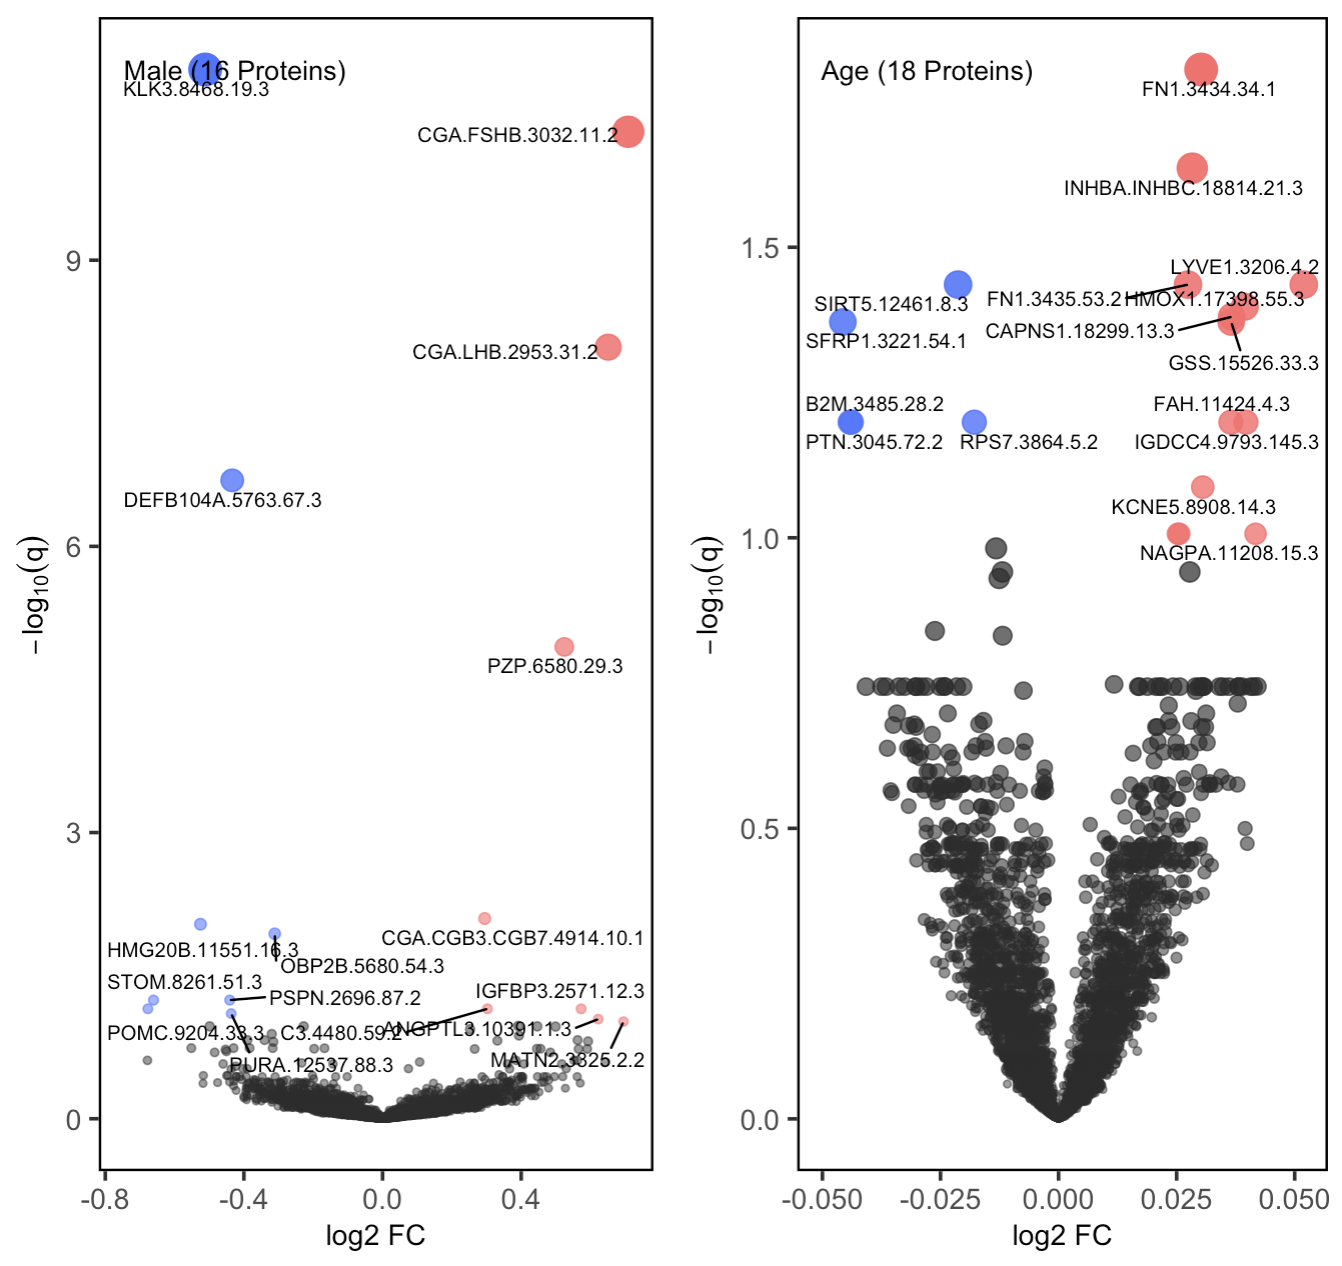 Male (16 Proteins)
KLK3.8468.19.3
CGA.FSHB.3032.11.2
CGA.LHB.2953.31.2
DEFB104A.5763.67.3
PZP.6580.29.3
CGA.CGB3.CGB7.4914.10.1
HMG20B.11551.16.3
OBP2B.5680.54.3
STOM.8261.51.3
IGFBP3.2571.12.3
PSPN.2696.87.2
POMC.9204.33.3
C3.4480.59.2
ANGPTL3.10391.1.3
PURA.12537.88.3
MATN2.3325.2.2
9
6
3
0
−log10(q)
-0.8
-0.4
0.0
0.4
log2 FC
Age (18 Proteins)
FN1.3434.34.1
INHBA.INHBC.18814.21.3
LYVE1.3206.4.2
SIRT5.12461.8.3
FN1.3435.53.2
HMOX1.17398.55.3
CAPNS1.18299.13.3
SFRP1.3221.54.1
GSS.15526.33.3
B2M.3485.28.2
FAH.11424.4.3
PTN.3045.72.2
RPS7.3864.5.2
IGDCC4.9793.145.3
KCNE5.8908.14.3
NAGPA.11208.15.3
1.5
1.0
0.5
0.0
−log10(q)
-0.050
-0.025
0.000
0.025
0.050
log2 FC